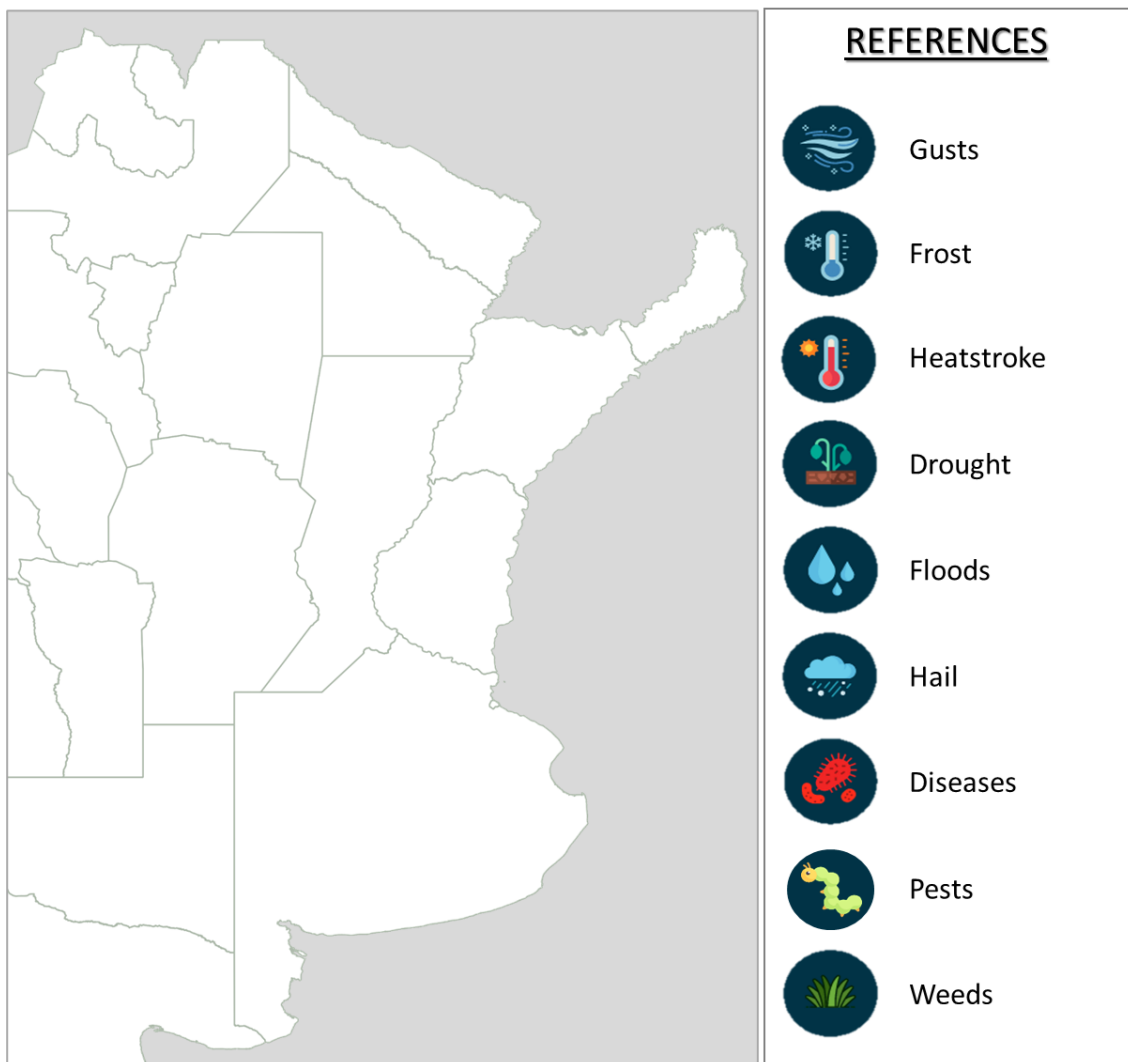 REFERENCES
Gusts
Frost
Heatstroke
Drought
Floods
Hail
Diseases
Pests
Weeds